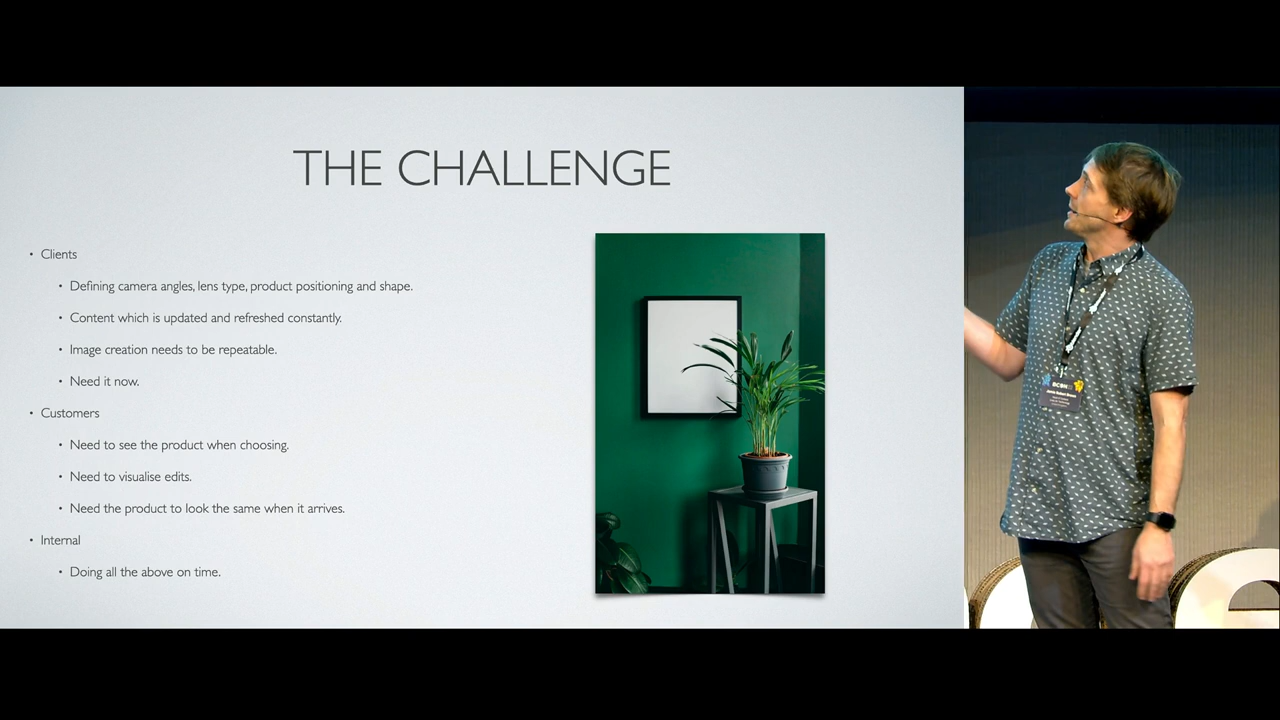 THE CHALLENGE
• Clients
• Defining camera angles, lens type, product positioning and shape.
• Content which is updated and refreshed constantly.
• Image creation needs to be repeatable.
• Need it now.
• Customers
• Need to see the product when choosing.
• Need to visualise edits.
• Need the product to look the same when it arrives.
• Internal
• Doing all the above on time.